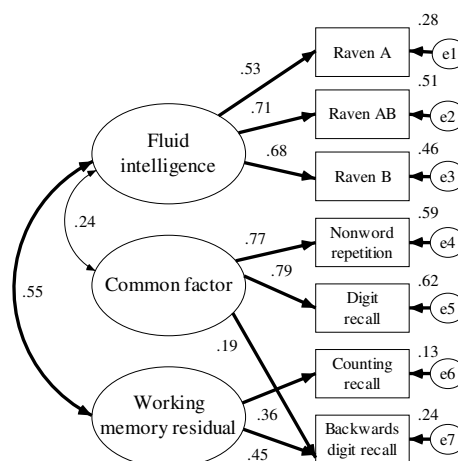 .28
Raven A
e1
.53
.51
.71
Raven AB
e2
Fluid
intelligence
.68
.46
Raven B
e3
.24
.59
.77
Nonword
repetition
e4
Common factor
.79
.62
Digit
recall
e5
.55
.19
.13
Counting
recall
e6
Working
memory residual
.36
.24
.45
Backwards
digit recall
e7